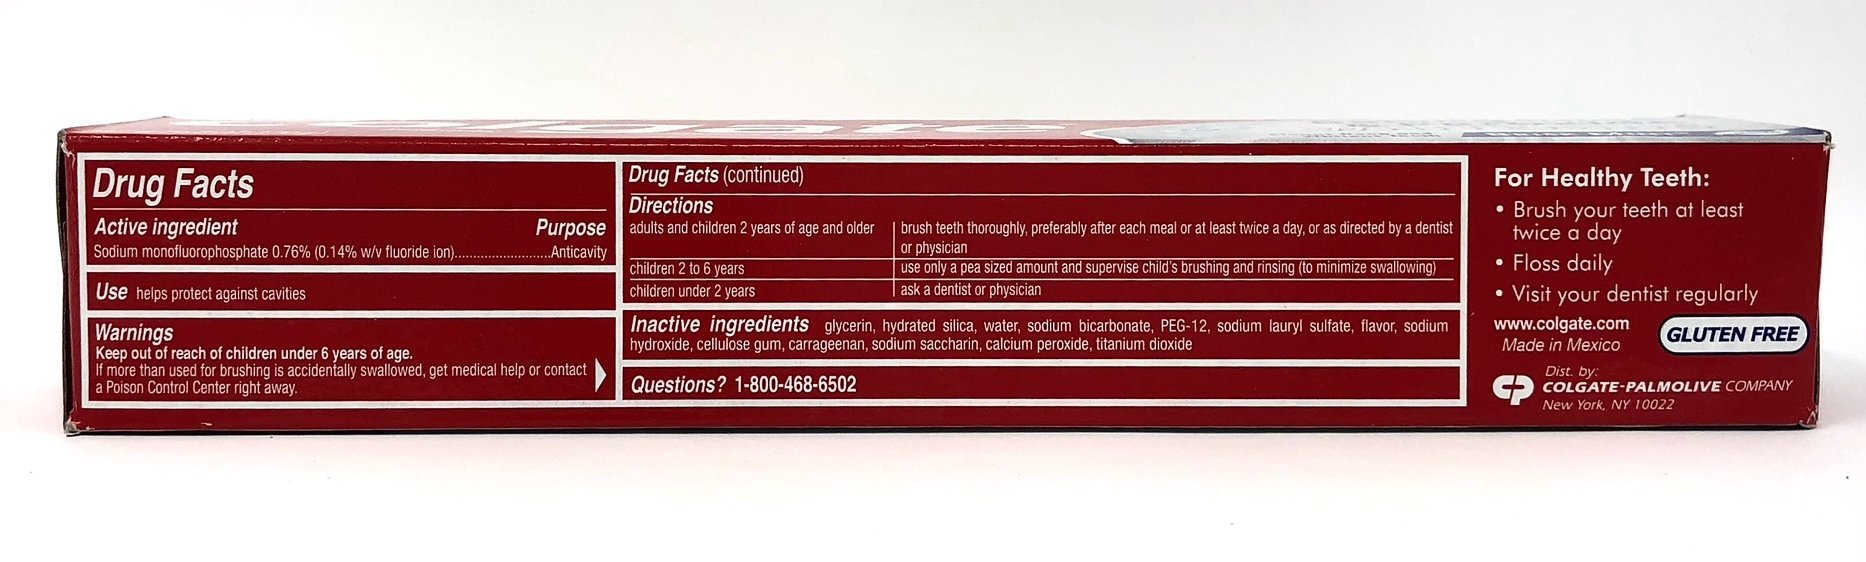 Drug Facts
Active ingredient Purpose
Sodium monofluorophosphate 0.76% (0.14% w/v fluoride ion)..........................Anticavity
Use helps protect against cavities
Warnings
Keep out of reach of children under 6 years of age.
If more than used for brushing is accidentally swallowed, get medical help or contact
a Poison Control Center right away.
Drug Facts (continued)
Directions
adults and children 2 years of age and older brush teeth thoroughly, preferably after each meal or at least twice a day, or as directed by a dentist
or physician
children 2 to 6 years use only a pea sized amount and supervise child's brushing and rinsing (to minimize swallowing)
children under 2 years ask a dentist or physician
Inactive ingredients glycerin, hydrated silica, water, sodium bicarbonate, PEG-12, sodium lauryl sulfate, flavor, sodium
hydroxide, cellulose gum, carrageenan, sodium saccharin, calcium peroxide, titanium dioxide
Questions? 1-800-468-6502
For Healthy Teeth:
• Brush your teeth at least
twice a day
• Floss daily
• Visit your dentist regularly
www.colgate.com
Made in Mexico
GLUTEN FREE
Dist. by:
CP COLGATE-PALMOLIVE COMPANY
New York, NY 10022